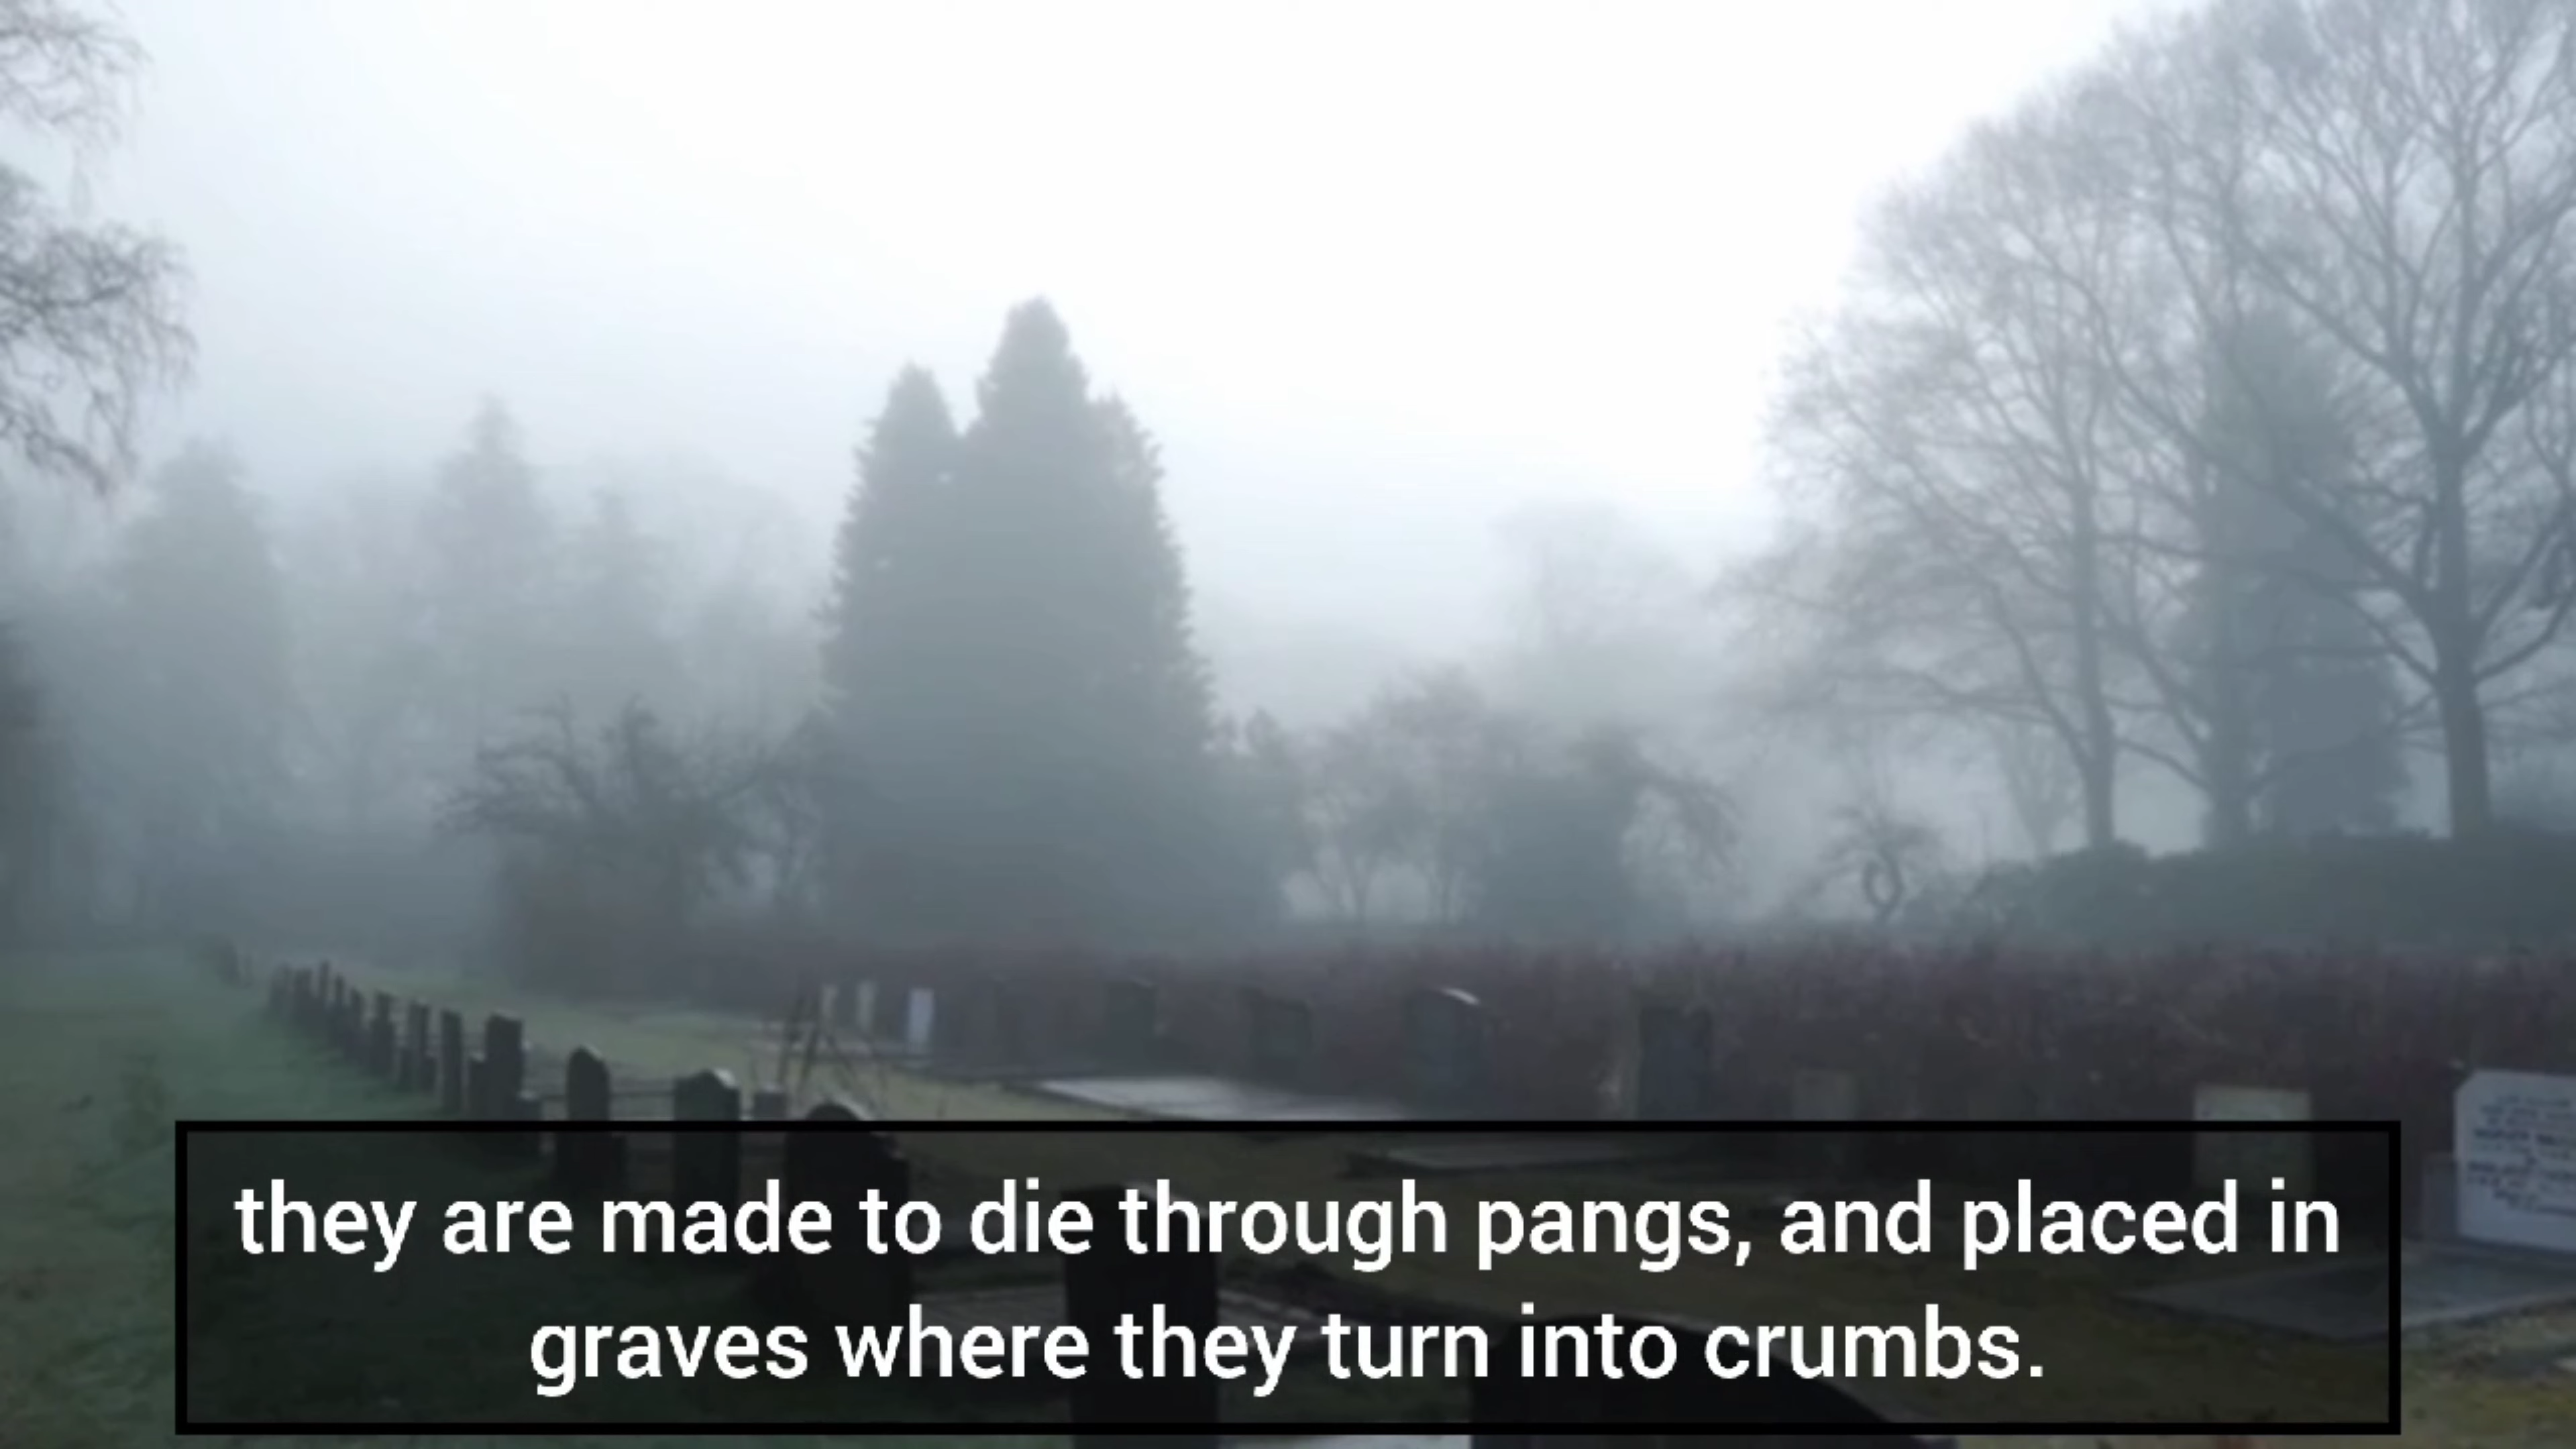 they are made to die through pangs, and placed in
graves where they turn into crumbs.